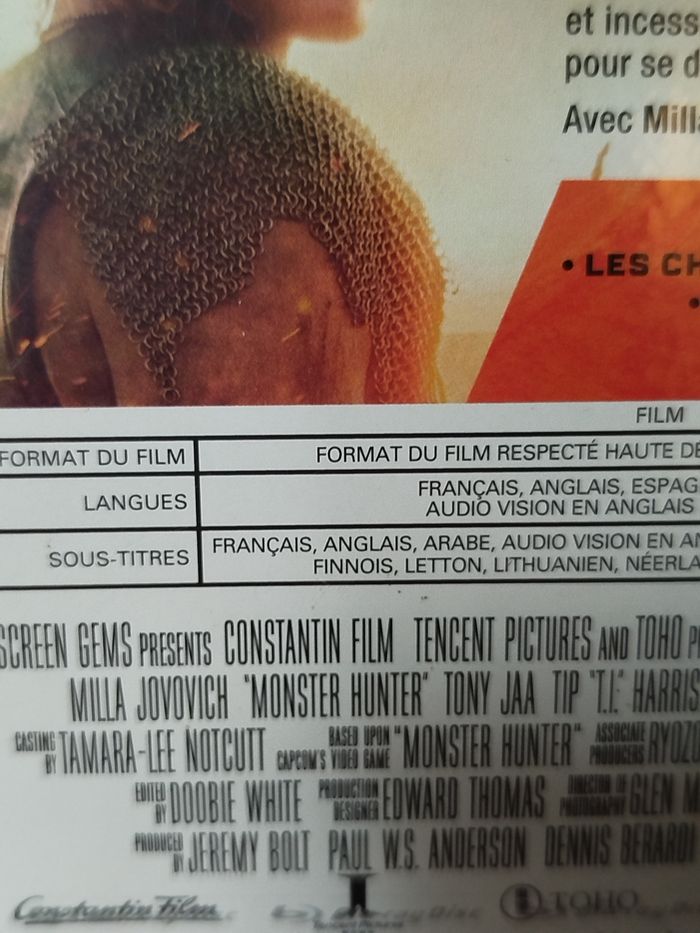 et incess
pour se d
Avec Mill
• LES CH
•
FILM
FORMAT DU FILM FORMAT DU FILM RESPECTÉ HAUTE DE
LANGUES FRANÇAIS, ANGLAIS, ESPAG
AUDIO VISION EN ANGLAIS
SOUS-TITRES FRANÇAIS, ANGLAIS, ARABE, AUDIO VISION EN AN
FINNOIS, LETTON, LITHUANIEN, NÉERLA
SCREEN GEMS PRESENTS CONSTANTIN FILM TENCENT PICTURES AND TOHO P
MILLA JOVOVICH "MONSTER HUNTER" TONY JAA TIP "T.I." HARRIS
CASTING BY TAMARA-LEE NOTCUTT BASED UPON CAPCOM'S VIDEO GAME "MONSTER HUNTER" ASSOCIATE PRODUCERS RYOZO
EDITED BY DOOBIE WHITE PRODUCTION DESIGNER EDWARD THOMAS DIRECTOR OF PHOTOGRAPHY GLEN M
PRODUCED BY JEREMY BOLT PAUL W.S. ANDERSON DENNIS BERARDI
Constantin Film TOHO